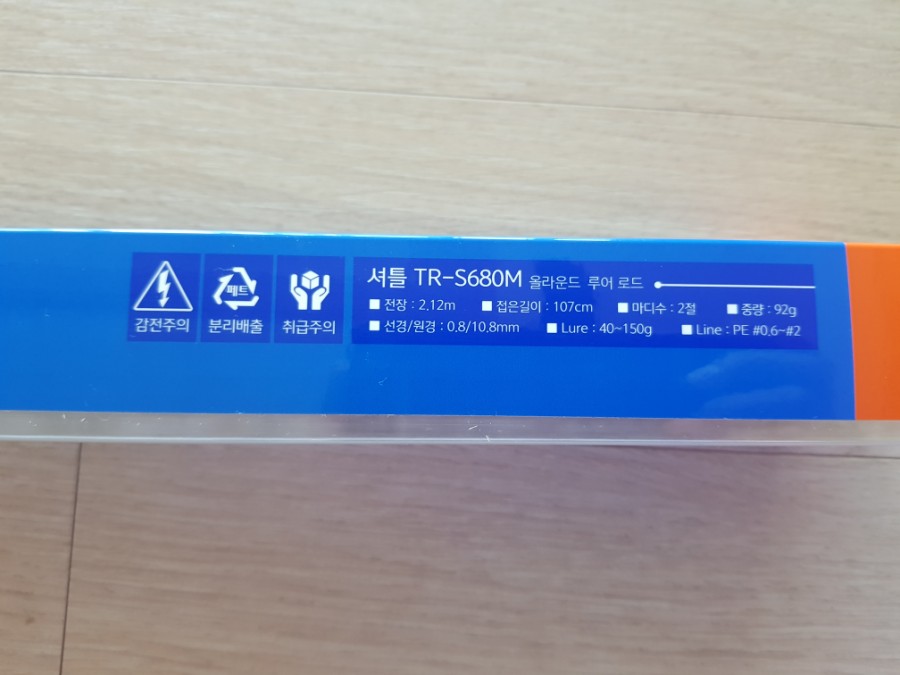 셔틀 TR-S680M 올라운드 루어 로드
■ 전장 : 2.12m ■ 접은길이 : 107cm ■ 마디수 : 2절 ■ 중량 : 92g
■ 선경/원경 : 0.8/10.8mm ■ Lure : 40~150g ■ Line : PE #0.6~#2
페트
감전주의 분리배출 취급주의